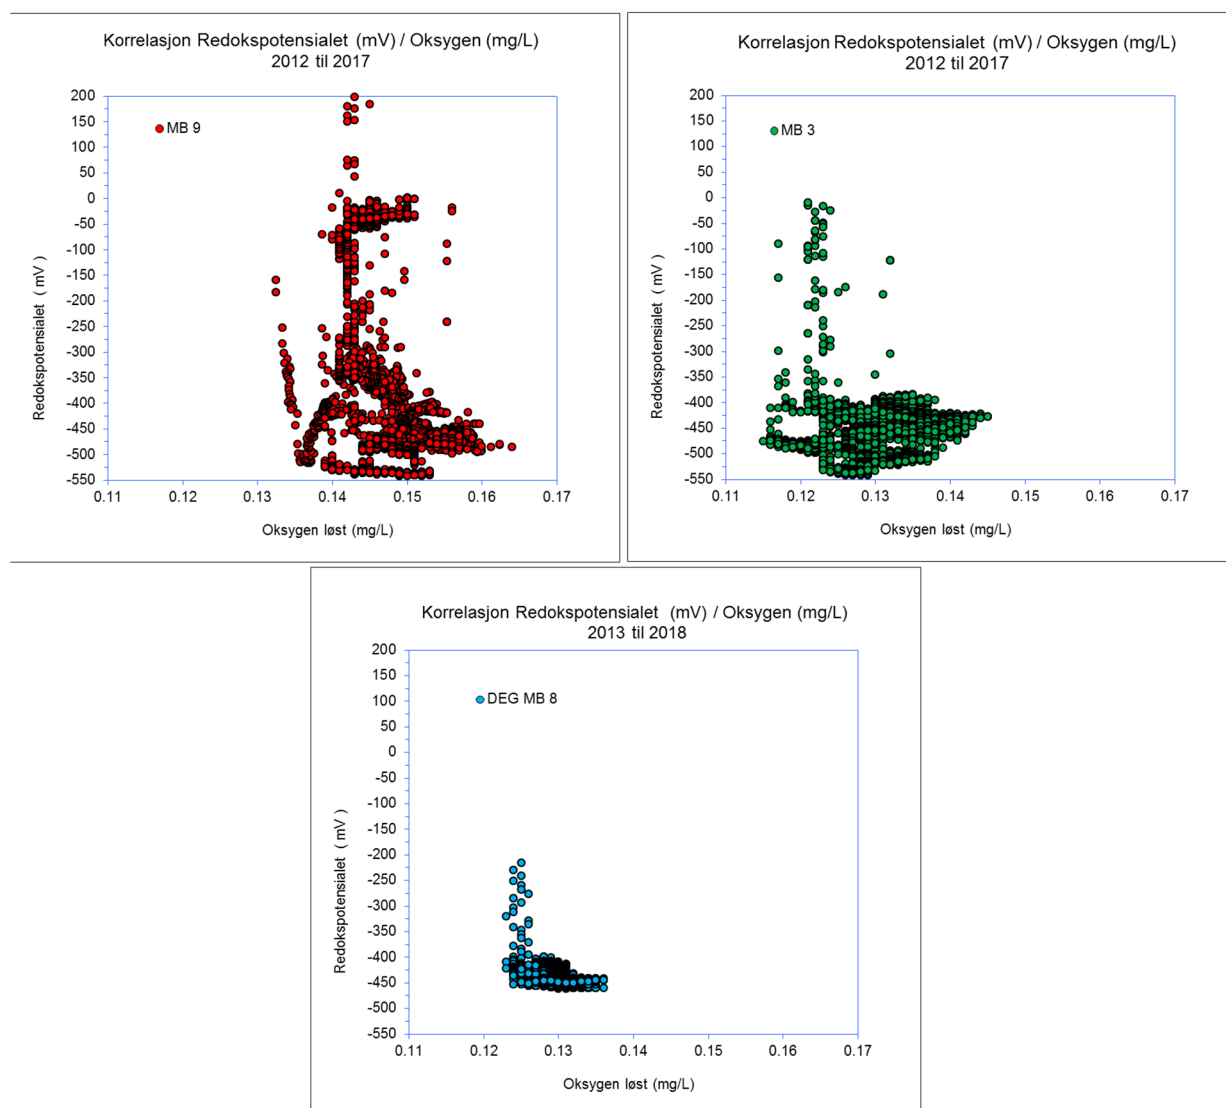 Korrelasjon Redokspotensialet (mV) / Oksygen (mg/L)
2012 til 2017
200
150
100
50
0
-50
-100
-150
-200
-250
-300
-350
-400
-450
-500
-550
MB 9
Redokspotensialet ( mV )
0.11 0.12 0.13 0.14 0.15 0.16 0.17
Oksygen løst (mg/L)
Korrelasjon Redokspotensialet (mV) / Oksygen (mg/L)
2012 til 2017
200
150
100
50
0
-50
-100
-150
-200
-250
-300
-350
-400
-450
-500
-550
MB 3
Redokspotensialet ( mV )
0.11 0.12 0.13 0.14 0.15 0.16 0.17
Oksygen løst (mg/L)
Korrelasjon Redokspotensialet (mV) / Oksygen (mg/L)
2013 til 2018
200
150
100
50
0
-50
-100
-150
-200
-250
-300
-350
-400
-450
-500
-550
DEG MB 8
Redokspotensialet ( mV )
0.11 0.12 0.13 0.14 0.15 0.16 0.17
Oksygen løst (mg/L)